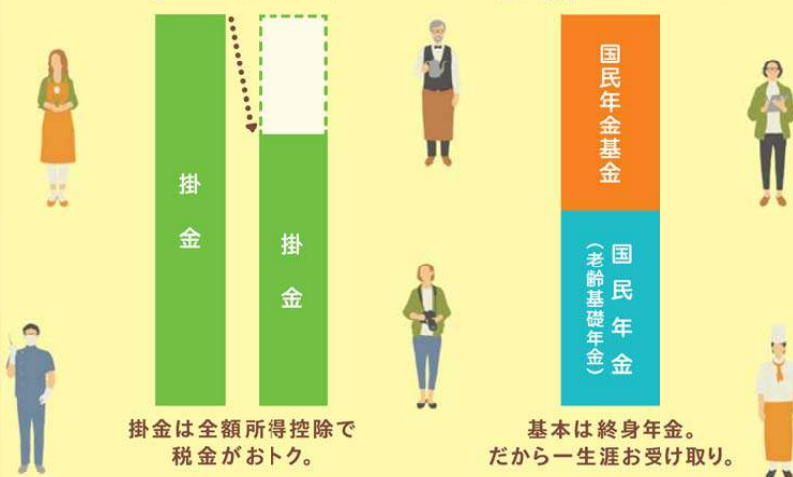 掛金
掛金
掛金は全額所得控除で
税金がおトク。
国民年金基金
国民年金
（老齢基礎年金）
基本は終身年金。
だから一生涯お受け取り。